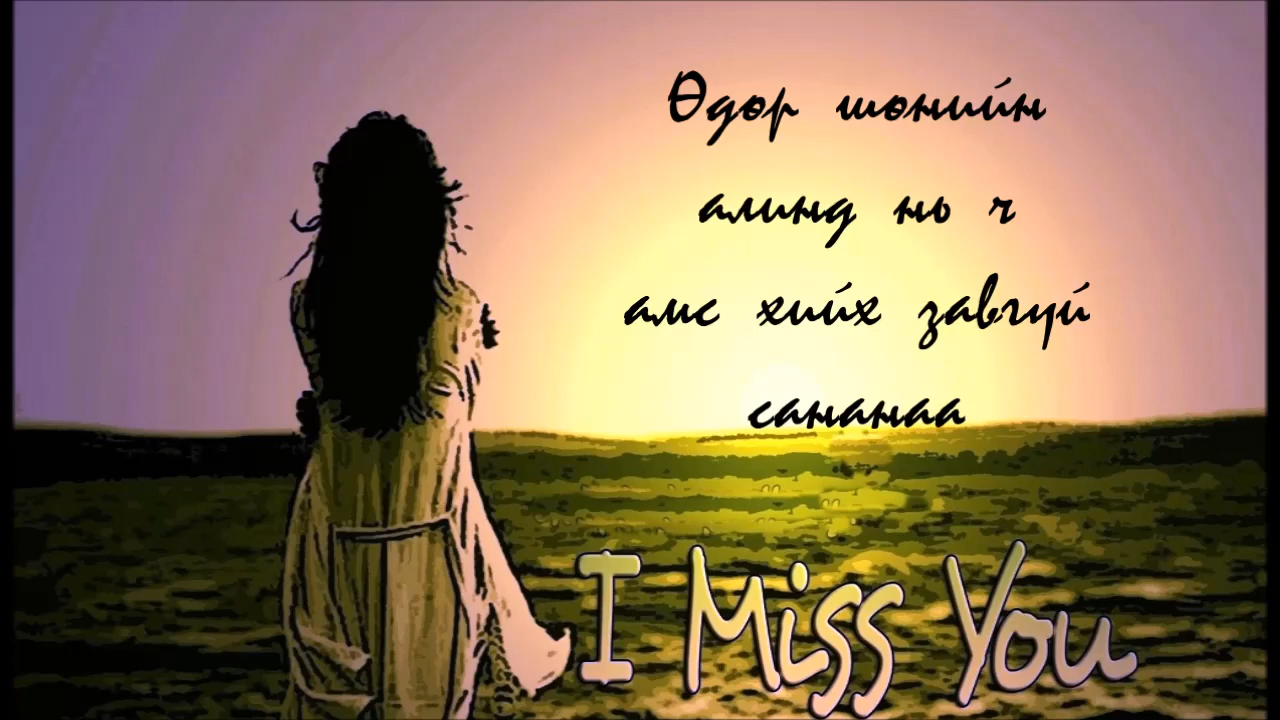 Өдөр шөнийн
алинд нь ч
амс хийх завгүй
сананаа
I Miss You